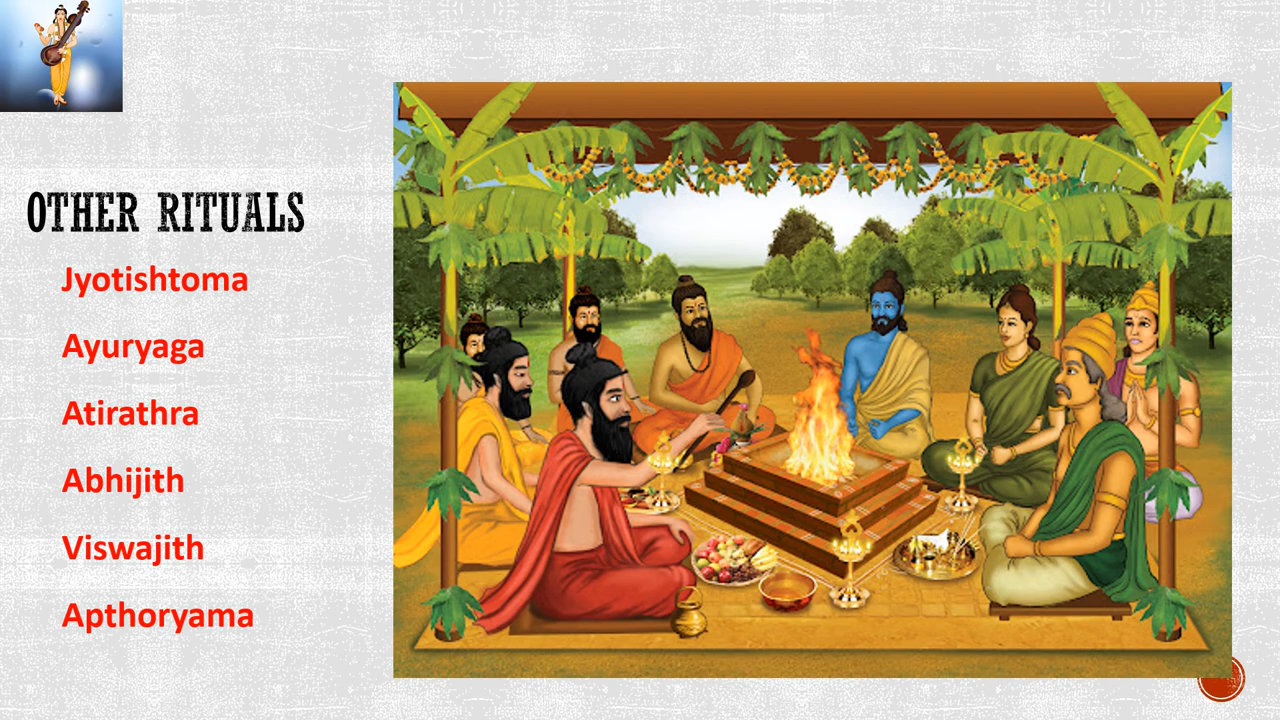 OTHER RITUALS
Jyotishtoma
Ayuryaga
Atirathra
Abhijith
Viswajith
Apthoryama